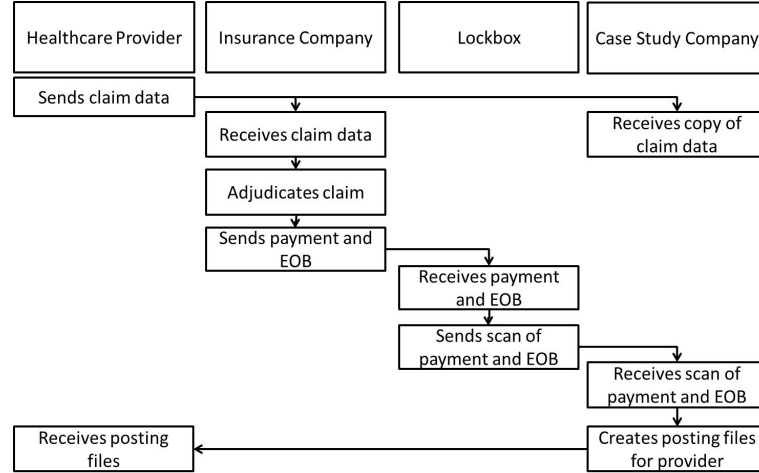 Healthcare Provider
Insurance Company
Lockbox
Case Study Company
Sends claim data
Receives claim data
Receives copy of
claim data
Adjudicates claim
Sends payment and
EOB
Receives payment
and EOB
Sends scan of
payment and EOB
Receives scan of
payment and EOB
Receives posting
files
Creates posting files
for provider